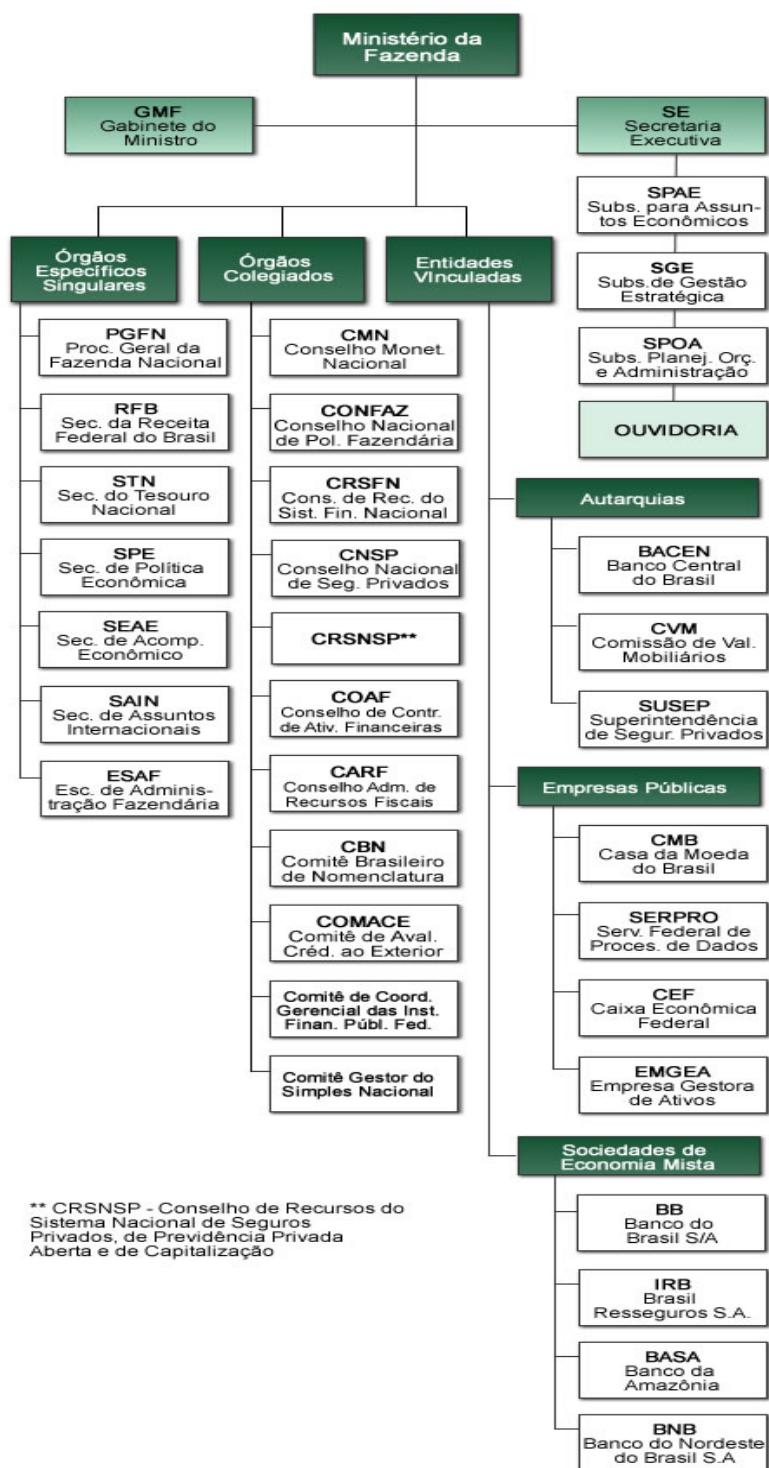 Ministério da
Fazenda
GMF
Gabinete do
Ministro
SE
Secretaria
Executiva
SPAE
Subs. para Assun-
tos Econômicos
SGE
Subs.de Gestão
Estratégica
SPOA
Subs. Planej. Orç.
e Administração
OUVIDORIA
Órgãos
Específicos
Singulares
PGFN
Proc. Geral da
Fazenda Nacional
RFB
Sec. da Receita
Federal do Brasil
STN
Sec. do Tesouro
Nacional
SPE
Sec. de Política
Econômica
SEAE
Sec. de Acomp.
Econômico
SAIN
Sec. de Assuntos
Internacionais
ESAF
Esc. de Adminis-
tração Fazendária
Órgãos
Colegiados
CMN
Conselho Monet.
Nacional
CONFAZ
Conselho Nacional
de Pol. Fazendária
CRSFN
Cons. de Rec. do
Sist. Fin. Nacional
CNSP
Conselho Nacional
de Seg. Privados
CRSNSP**
COAF
Conselho de Contr.
de Ativ. Financeiras
CARF
Conselho Adm. de
Recursos Fiscais
CBN
Comitê Brasileiro
de Nomenclatura
COMACE
Comitê de Aval.
Créd. ao Exterior
Comitê de Coord.
Gerencial das Inst.
Finan. Públ. Fed.
Comitê Gestor do
Simples Nacional
Entidades
VInculadas
Autarquias
BACEN
Banco Central
do Brasil
CVM
Comissão de Val.
Mobiliários
SUSEP
Superintendência
de Segur. Privados
Empresas Públicas
CMB
Casa da Moeda
do Brasil
SERPRO
Serv. Federal de
Proces. de Dados
CEF
Caixa Econômica
Federal
EMGEA
Empresa Gestora
de Ativos
Sociedades de
Economia Mista
BB
Banco do
Brasil S/A
IRB
Brasil
Resseguros S.A.
BASA
Banco da
Amazônia
BNB
Banco do Nordeste
do Brasil S.A
** CRSNSP - Conselho de Recursos do
Sistema Nacional de Seguros
Privados, de Previdência Privada
Aberta e de Capitalização